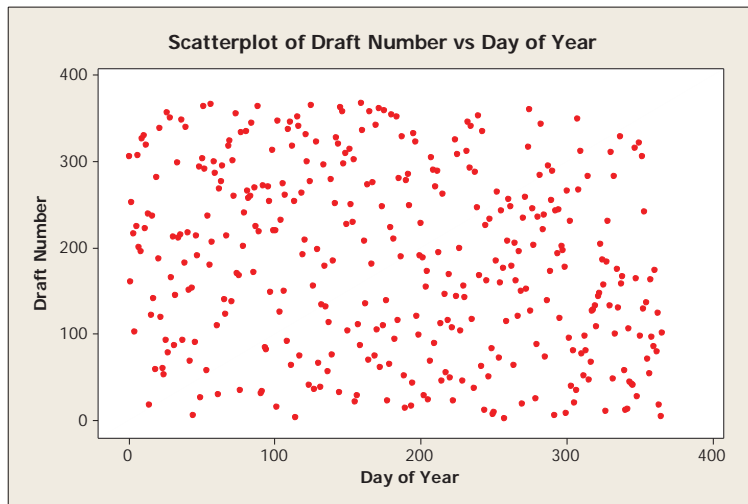 Scatterplot of Draft Number vs Day of Year
400
300
200
100
0
Draft Number
0 100 200 300 400
Day of Year